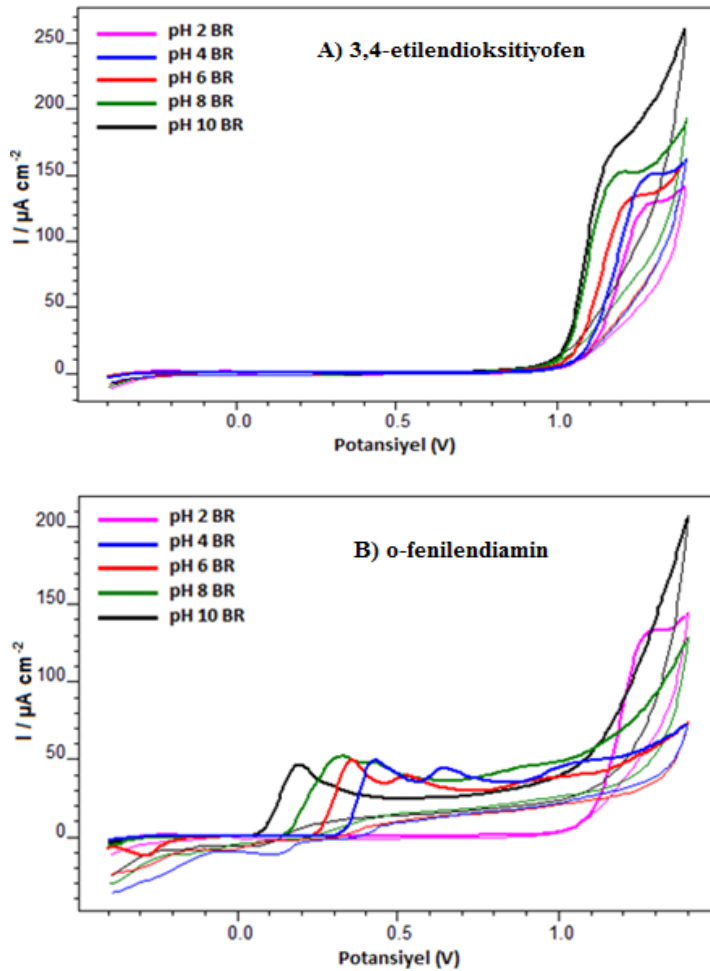 A) 3,4-etilendioksitiyofen
pH 2 BR
pH 4 BR
pH 6 BR
pH 8 BR
pH 10 BR
I / µA cm-2
250
200
150
100
50
0
0.0 0.5 1.0
Potansiyel (V)
B) o-fenilendiamin
pH 2 BR
pH 4 BR
pH 6 BR
pH 8 BR
pH 10 BR
I / µA cm-2
200
150
100
50
0
0.0 0.5 1.0
Potansiyel (V)